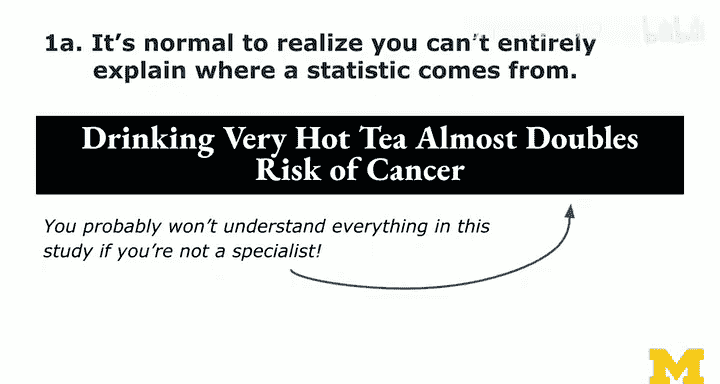 1a. It’s normal to realize you can’t entirely
explain where a statistic comes from.
Drinking Very Hot Tea Almost Doubles
Risk of Cancer
You probably won’t understand everything in this
study if you’re not a specialist!
M